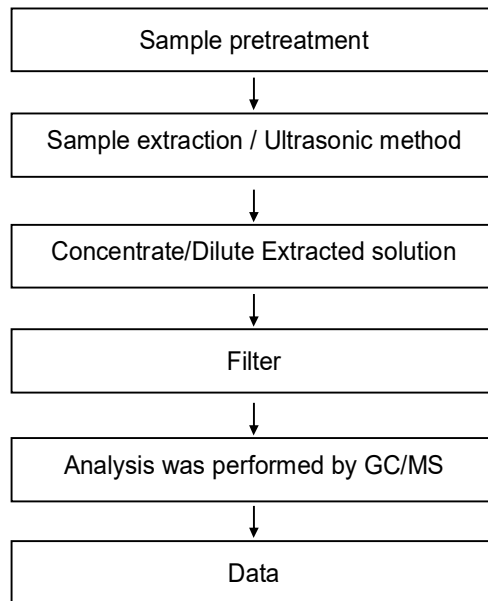 Sample pretreatment
Sample extraction / Ultrasonic method
Concentrate/Dilute Extracted solution
Filter
Analysis was performed by GC/MS
Data